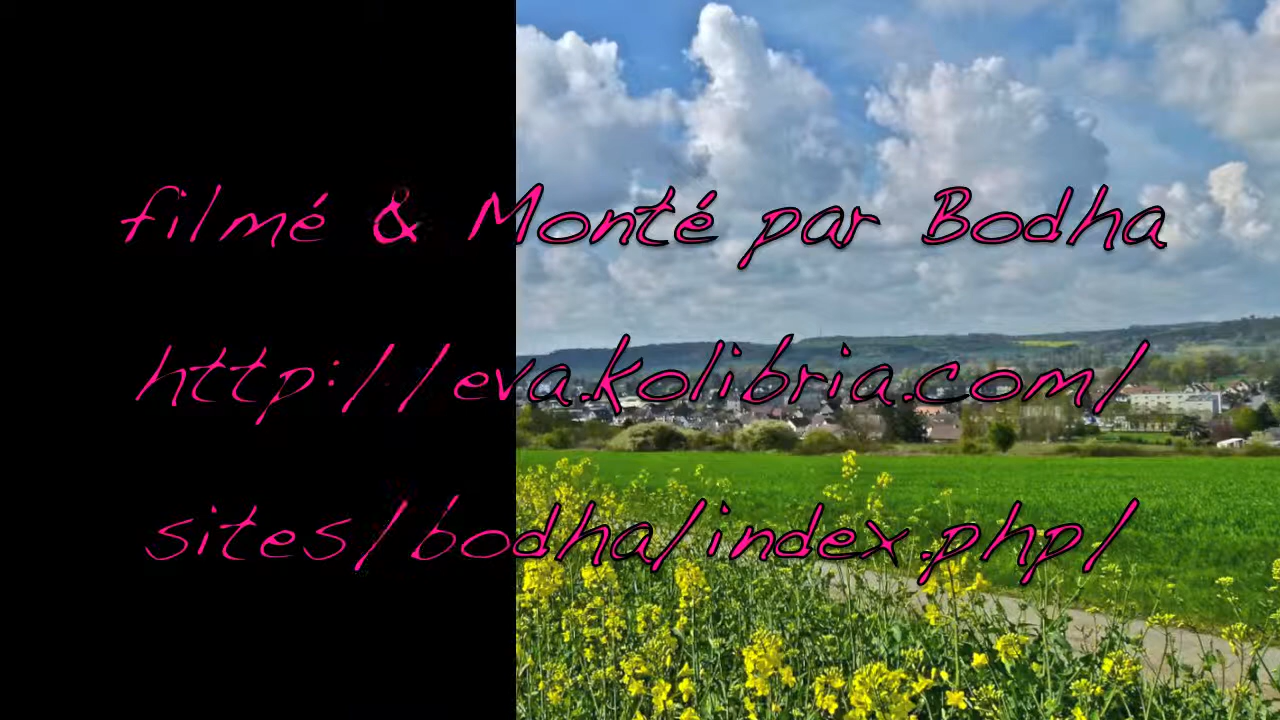 filmé & Monté par Bodha
http://eva.kolibria.com/
sites/bodha/index.php/